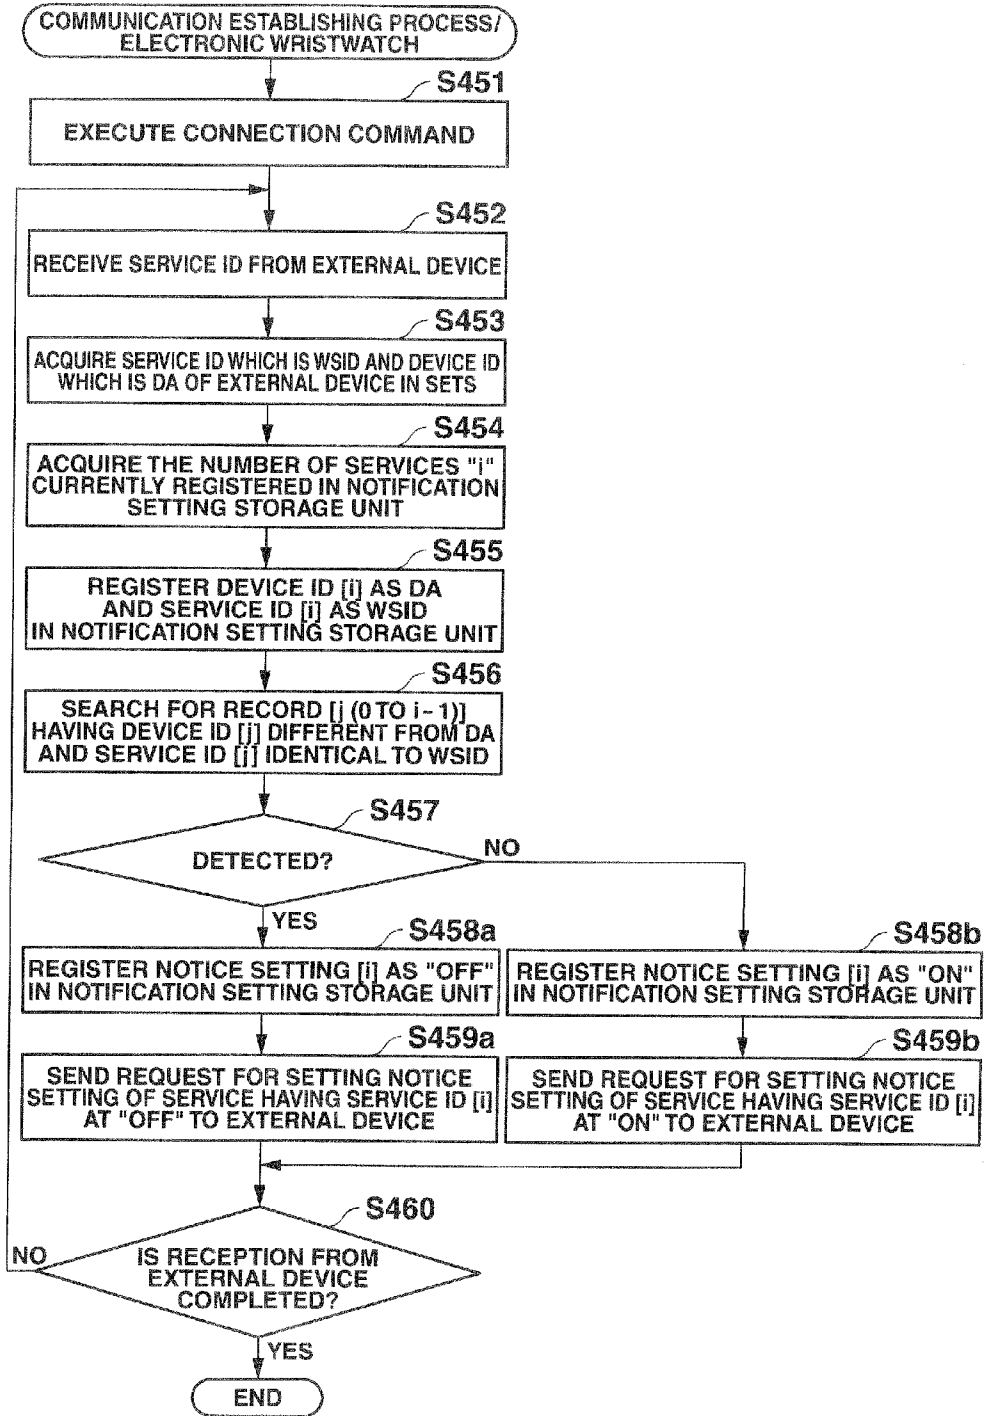 COMMUNICATION ESTABLISHING PROCESS/
ELECTRONIC WRISTWATCH
S451
EXECUTE CONNECTION COMMAND
S452
RECEIVE SERVICE ID FROM EXTERNAL DEVICE
S453
ACQUIRE SERVICE ID WHICH IS WSID AND DEVICE ID
WHICH IS DA OF EXTERNAL DEVICE IN SETS
S454
ACQUIRE THE NUMBER OF SERVICES "i"
CURRENTLY REGISTERED IN NOTIFICATION
SETTING STORAGE UNIT
S455
REGISTER DEVICE ID [i] AS DA
AND SERVICE ID [i] AS WSID
IN NOTIFICATION SETTING STORAGE UNIT
S456
SEARCH FOR RECORD [j (0 TO i - 1)]
HAVING DEVICE ID [j] DIFFERENT FROM DA
AND SERVICE ID [j] IDENTICAL TO WSID
S457
DETECTED?
NO
YES
S458a
REGISTER NOTICE SETTING [i] AS "OFF"
IN NOTIFICATION SETTING STORAGE UNIT
S458b
REGISTER NOTICE SETTING [i] AS "ON"
IN NOTIFICATION SETTING STORAGE UNIT
S459a
SEND REQUEST FOR SETTING NOTICE
SETTING OF SERVICE HAVING SERVICE ID [i]
AT "OFF" TO EXTERNAL DEVICE
S459b
SEND REQUEST FOR SETTING NOTICE
SETTING OF SERVICE HAVING SERVICE ID [i]
AT "ON" TO EXTERNAL DEVICE
S460
NO
IS RECEPTION FROM
EXTERNAL DEVICE
COMPLETED?
YES
END